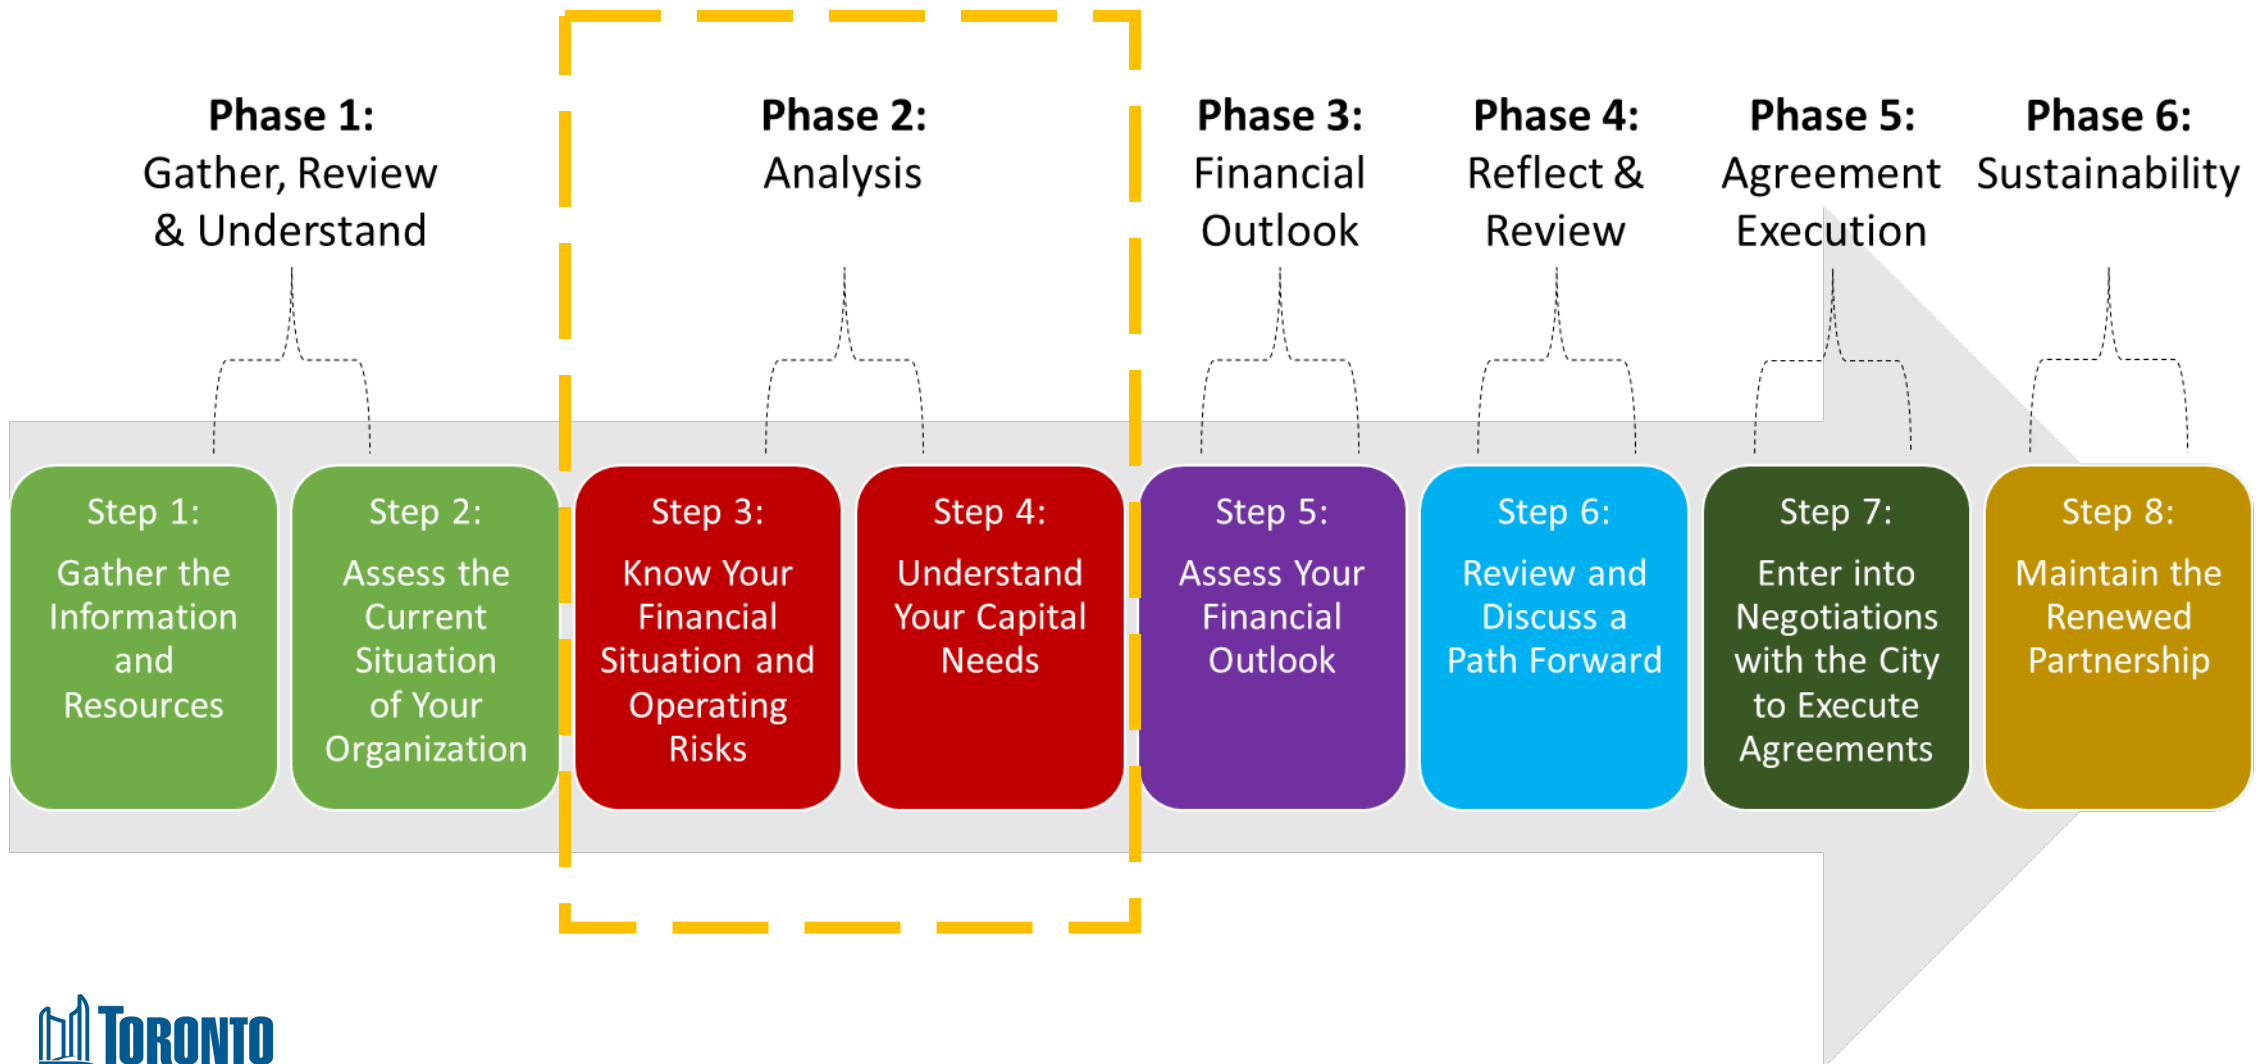 Phase 1:
Gather, Review
& Understand
Phase 2:
Analysis
Phase 3:
Financial
Outlook
Phase 4:
Reflect &
Review
Phase 5:
Agreement
Execution
Phase 6:
Sustainability
Step 1:
Gather the
Information
and
Resources
Step 2:
Assess the
Current
Situation
of Your
Organization
Step 3:
Know Your
Financial
Situation and
Operating
Risks
Step 4:
Understand
Your Capital
Needs
Step 5:
Assess Your
Financial
Outlook
Step 6:
Review and
Discuss a
Path Forward
Step 7:
Enter into
Negotiations
with the City
to Execute
Agreements
Step 8:
Maintain the
Renewed
Partnership
TORONTO